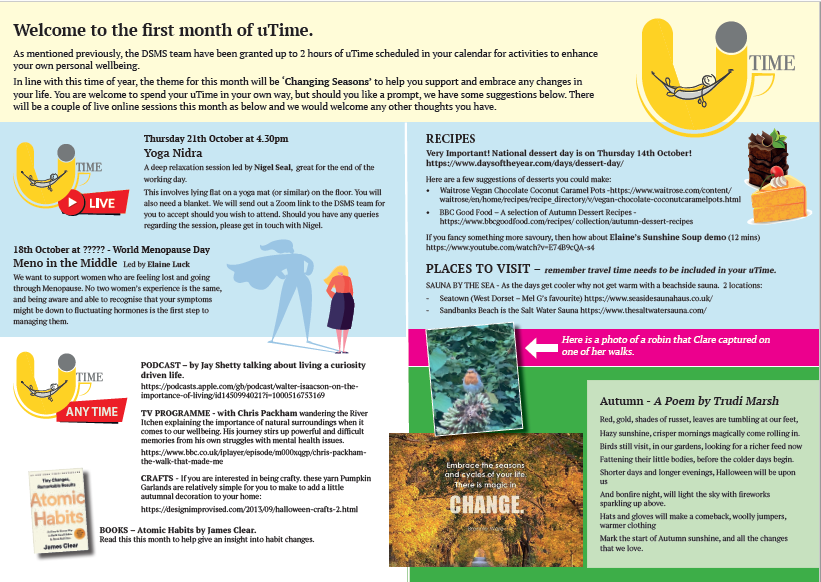 Welcome to the first month of uTime.
As mentioned previously, the DSMS team have been granted up to 2 hours of uTime scheduled in your calendar for activities to enhance
your own personal wellbeing.
In line with this time of year, the theme for this month will be ‘Changing Seasons’ to help you support and embrace any changes in
your life. You are welcome to spend your uTime in your own way, but should you like a prompt, we have some suggestions below. There
will be a couple of live online sessions this month as below and we would welcome any other thoughts you have.
U TIME
U TIME
LIVE
Thursday 21th October at 4.30pm
Yoga Nidra
A deep relaxation session led by Nigel Seal, great for the end of the
working day.
This involves lying flat on a yoga mat (or similar) on the floor. You will
also need a blanket. We will send out a Zoom link to the DSMS team for
you to accept should you wish to attend. Should you have any queries
regarding the session, please get in touch with Nigel.
18th October at ????? - World Menopause Day
Meno in the Middle Led by Elaine Luck
We want to support women who are feeling lost and going
through Menopause. No two women's experience is the same,
and being aware and able to recognise that your symptoms
might be down to fluctuating hormones is the first step to
managing them.
U TIME
ANY TIME
PODCAST – by Jay Shetty talking about living a curiosity
driven life.
https://podcasts.apple.com/gh/podcast/walter-isaacson-on-the-
importance-of-living/id1450994021?i=1000516753169
TV PROGRAMME - with Chris Packham wandering the River
Itchen explaining the importance of natural surroundings when it
comes to our wellbeing. His journey stirs up powerful and difficult
memories from his own struggles with mental health issues.
https://www.bbc.co.uk/iplayer/episode/m000xqgp/chris-packham-
the-walk-that-made-me
CRAFTS - If you are interested in being crafty. these yarn Pumpkin
Garlands are relatively simple for you to make to add a little
autumnal decoration to your home:
https://designimprovised.com/2013/09/halloween-crafts-2.html
Tiny Changes,
Remarkable Results
Atomic
Habits
James Clear
BOOKS – Atomic Habits by James Clear.
Read this this month to help give an insight into habit changes.
RECIPES
Very Important! National dessert day is on Thursday 14th October!
https://www.daysoftheyear.com/days/dessert-day/
Here are a few suggestions of desserts you could make:
• Waitrose Vegan Chocolate Coconut Caramel Pots -https://www.waitrose.com/content/
waitrose/en/home/recipes/recipe_directory/v/vegan-chocolate-coconutcaramelpots.html
• BBC Good Food – A selection of Autumn Dessert Recipes -
https://www.bbcgoodfood.com/recipes/ collection/autumn-dessert-recipes
If you fancy something more savoury, then how about Elaine's Sunshine Soup demo (12 mins)
https://www.youtube.com/watch?v=E74B9cQA-s4
PLACES TO VISIT – remember travel time needs to be included in your uTime.
SAUNA BY THE SEA - As the days get cooler why not get warm with a beachside sauna. 2 locations:
- Seatown (West Dorset – Mel G's favourite) https://www.seasidesaunahaus.co.uk/
- Sandbanks Beach is the Salt Water Sauna https://www.thesaltwatersauna.com/
Here is a photo of a robin that Clare captured on
one of her walks.
Embrace the seasons
and cycles of your life.
There is magic in
CHANGE.
Autumn - A Poem by Trudi Marsh
Red, gold, shades of russet, leaves are tumbling at our feet,
Hazy sunshine, crisper mornings magically come rolling in.
Birds still visit, in our gardens, looking for a richer feed now
Fattening their little bodies, before the colder days begin.
Shorter days and longer evenings, Halloween will be upon
us
And bonfire night, will light the sky with fireworks
sparkling up above.
Hats and gloves will make a comeback, woolly jumpers,
warmer clothing
Mark the start of Autumn sunshine, and all the changes
that we love.